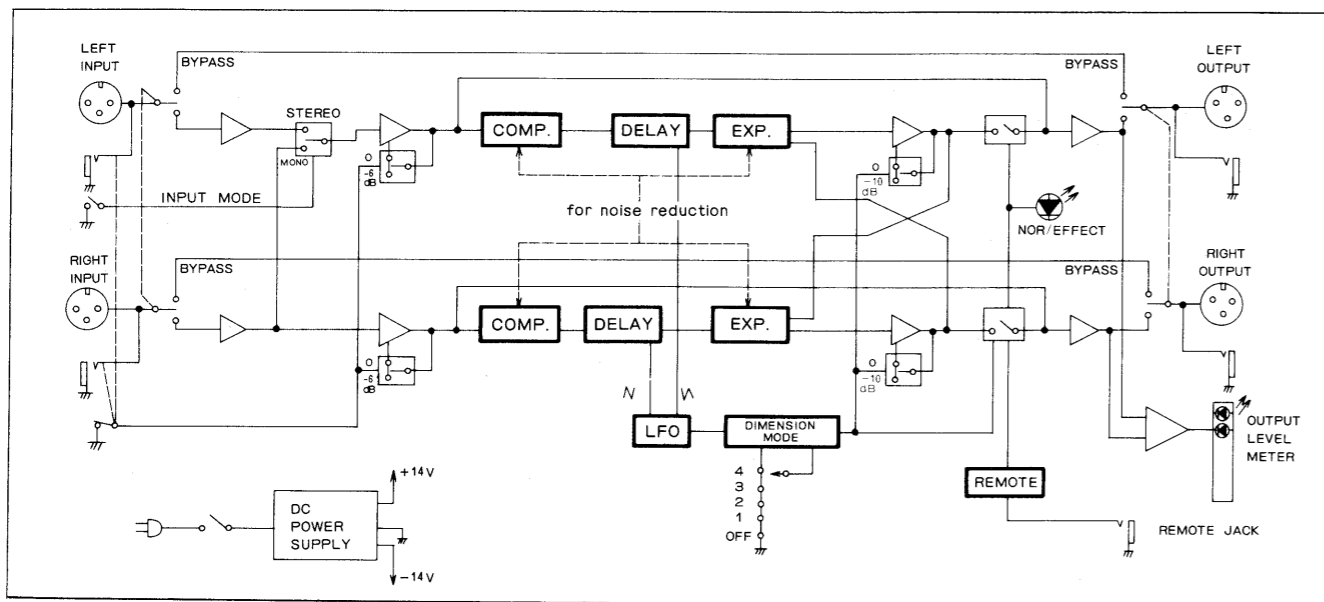 LEFT
INPUT
BYPASS
BYPASS
LEFT
OUTPUT
STEREO
MONO
COMP.
DELAY
EXP.
0
-6
dB
0
-10
dB
INPUT MODE
for noise reduction
NOR/EFFECT
RIGHT
INPUT
BYPASS
BYPASS
RIGHT
OUTPUT
COMP.
DELAY
EXP.
0
-6
dB
0
-10
dB
LFO
DIMENSION
MODE
OUTPUT
LEVEL
METER
4
3
2
1
OFF
REMOTE
REMOTE JACK
+14V
DC
POWER
SUPPLY
-14V